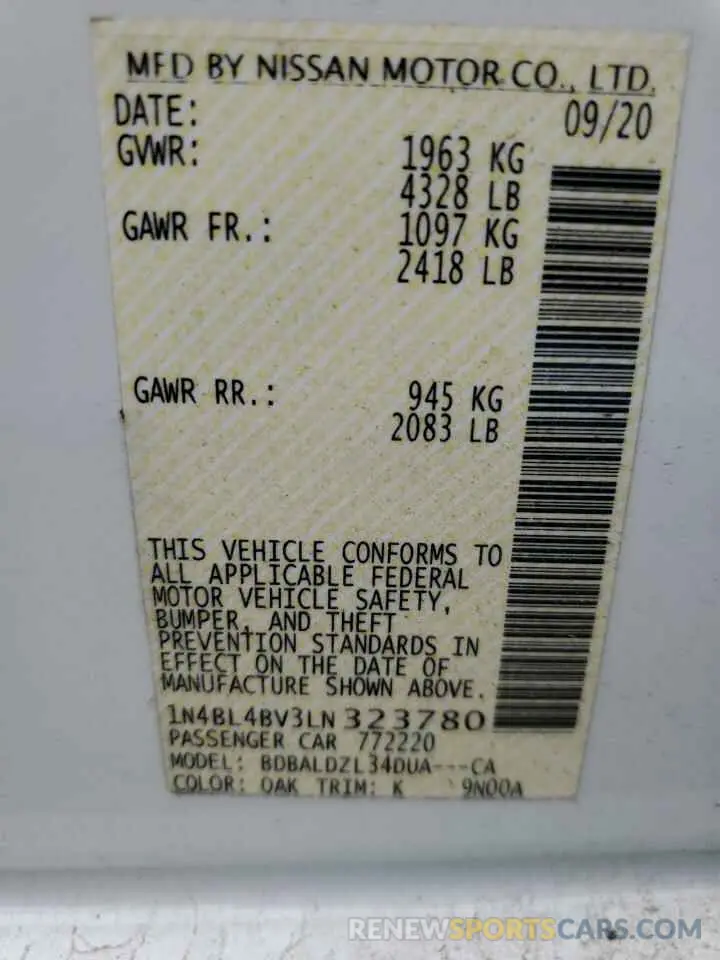 MFD BY NISSAN MOTOR CO., LTD.
DATE: 09/20
GVWR: 1963 KG
4328 LB
GAWR FR.: 1097 KG
2418 LB
GAWR RR.: 945 KG
2083 LB
THIS VEHICLE CONFORMS TO
ALL APPLICABLE FEDERAL
MOTOR VEHICLE SAFETY,
BUMPER, AND THEFT
PREVENTION STANDARDS IN
EFFECT ON THE DATE OF
MANUFACTURE SHOWN ABOVE.
1N4BL4BV3LN323780
PASSENGER CAR 772220
MODEL: BDBALDZL34DUA---CA
COLOR: QAK TRIM: K 9N00A
RENEWSPORTSCARS.COM